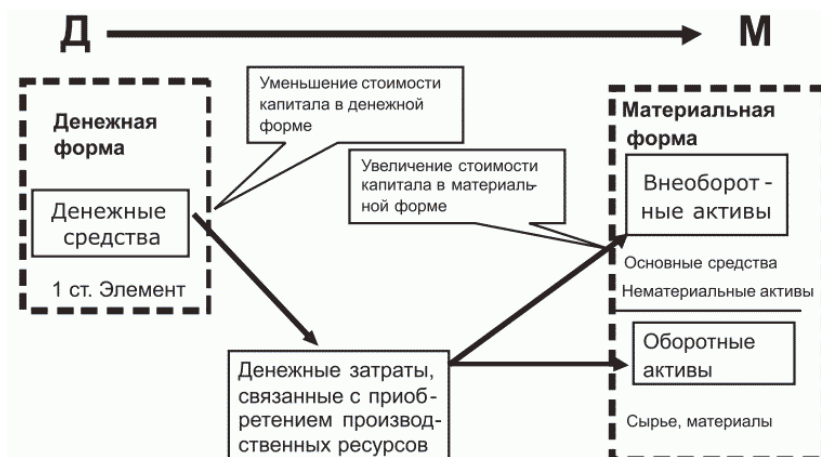 Д
М
Уменьшение стоимости
капитала в денежной
форме
Денежная
форма
Материальная
форма
Увеличение стоимости
капитала в материаль-
ной форме
Внеоборот -
ные активы
Денежные
средства
Основные средства
Нематериальные активы
1 ст. Элемент
Оборотные
активы
Денежные затраты,
связанные с приоб-
ретением производ-
ственных ресурсов
Сырье, материалы